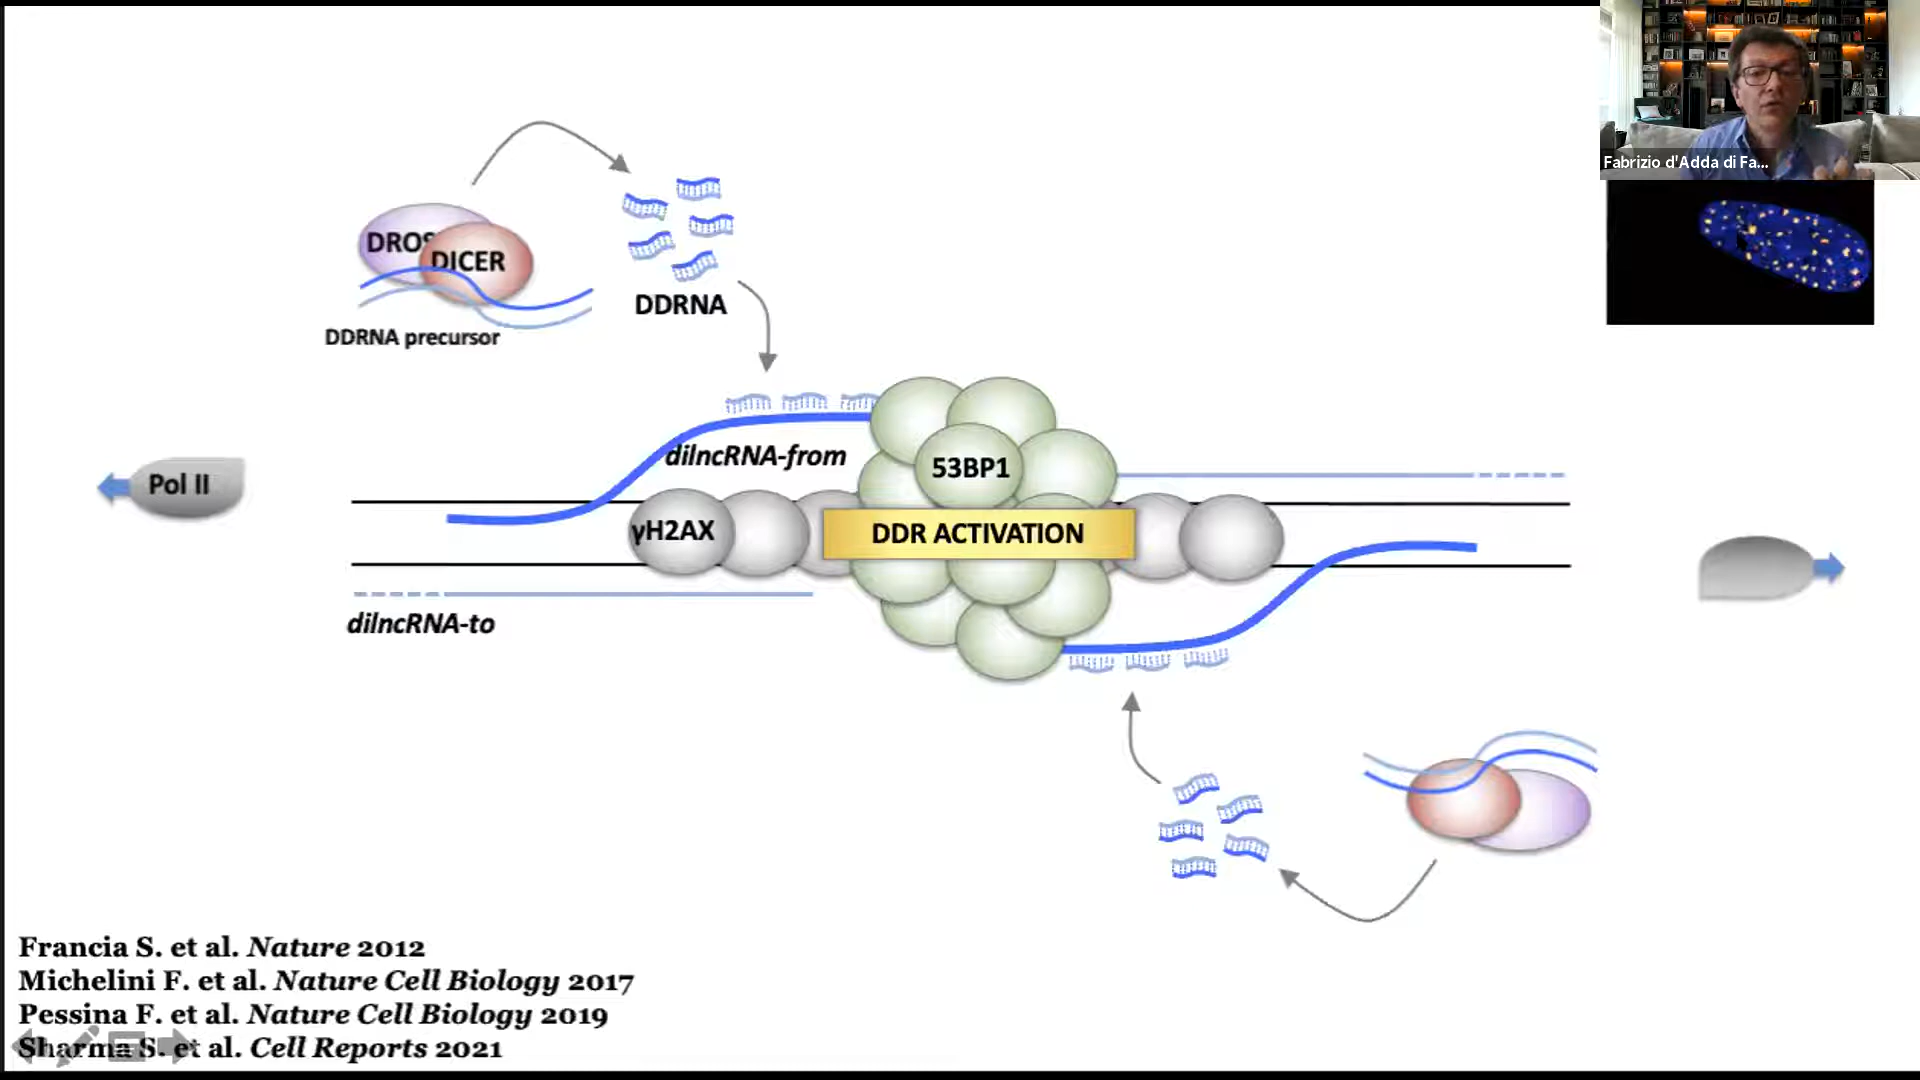 Fabrizio d'Adda di Fa...
DROS
DICER
DDRNA
DDRNA precursor
dilncRNA-from
53BP1
Pol II
γH2AX
DDR ACTIVATION
dilncRNA-to
Francia S. et al. Nature 2012
Michelini F. et al. Nature Cell Biology 2017
Pessina F. et al. Nature Cell Biology 2019
Sharma S. et al. Cell Reports 2021